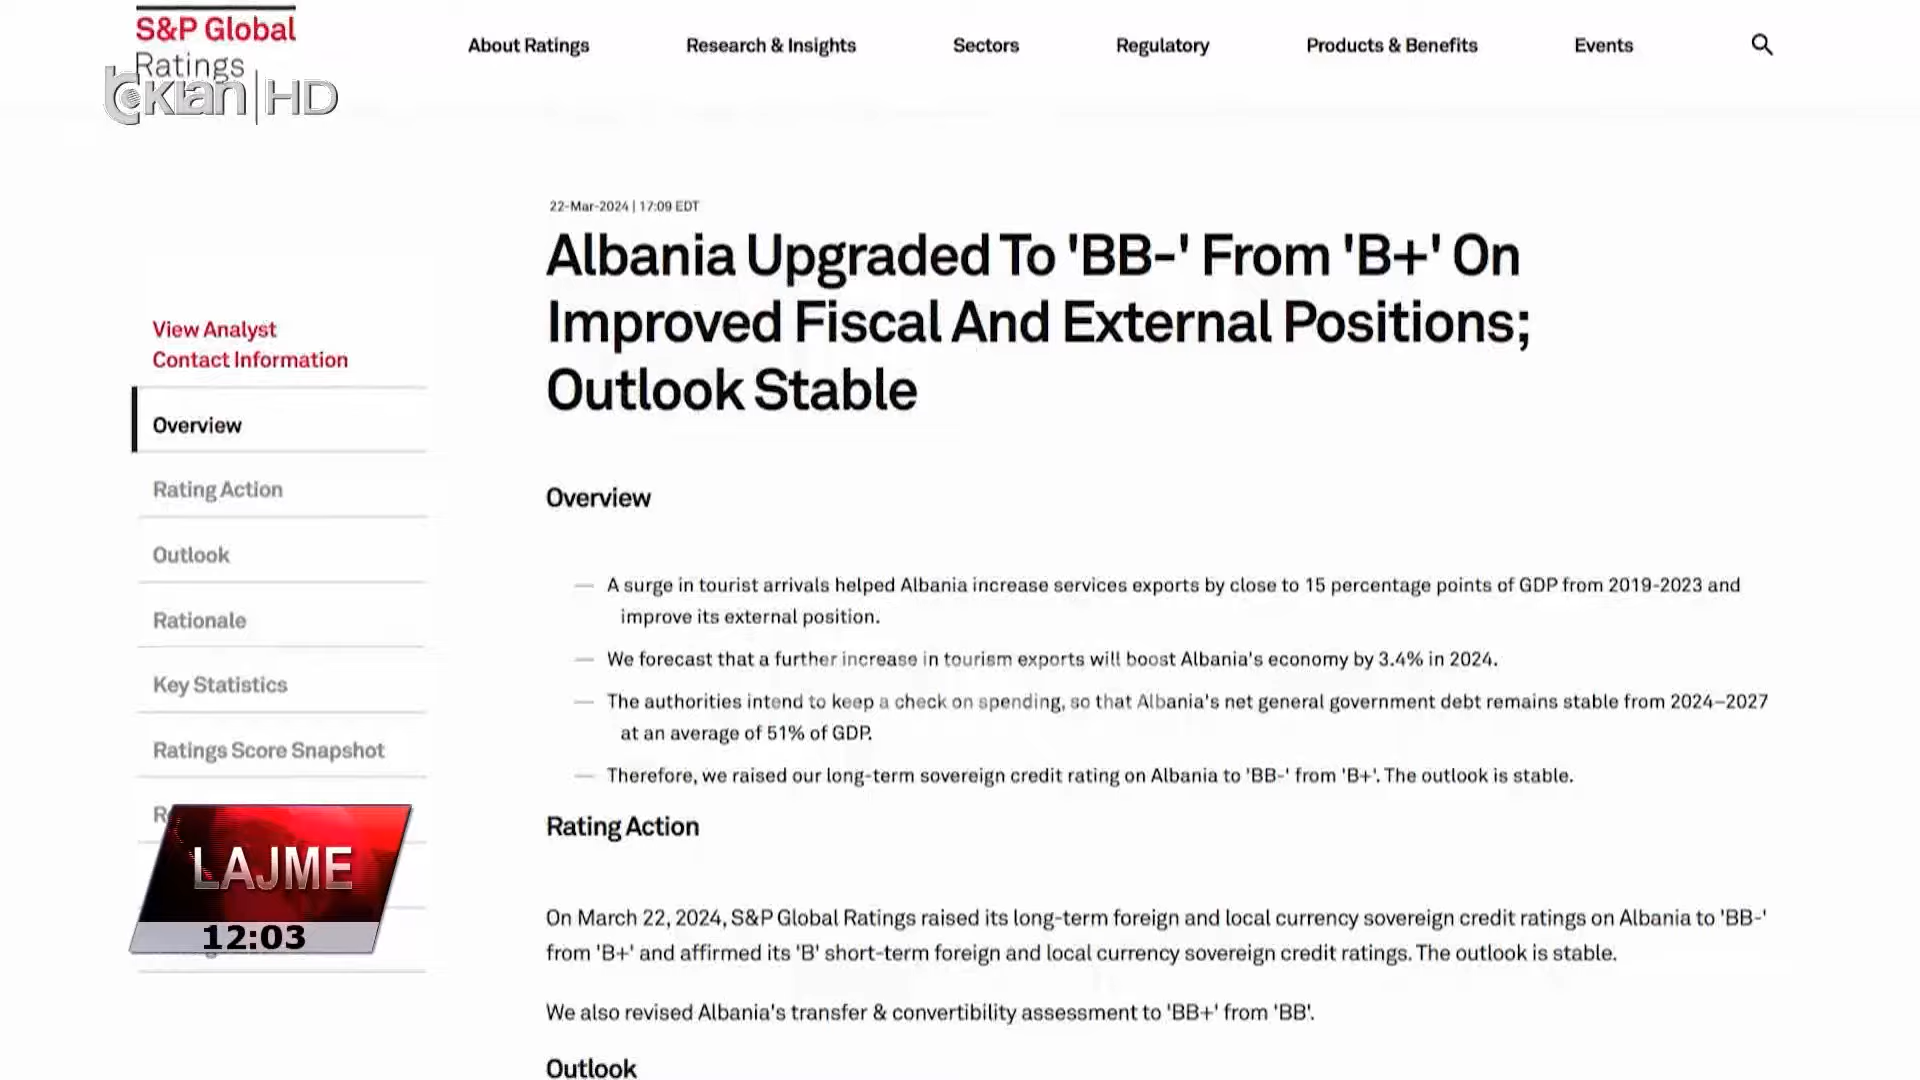 S&P Global
Ratings
tvKlan|HD
About Ratings
Research & Insights
Sectors
Regulatory
Products & Benefits
Events
22-Mar-2024 | 17:09 EDT
Albania Upgraded To 'BB-' From 'B+' On
Improved Fiscal And External Positions;
Outlook Stable
View Analyst
Contact Information
Overview
Rating Action
Outlook
Rationale
Key Statistics
Ratings Score Snapshot
LAJME
12:03
Overview
— A surge in tourist arrivals helped Albania increase services exports by close to 15 percentage points of GDP from 2019-2023 and
improve its external position.
— We forecast that a further increase in tourism exports will boost Albania's economy by 3.4% in 2024.
— The authorities intend to keep a check on spending, so that Albania's net general government debt remains stable from 2024–2027
at an average of 51% of GDP.
— Therefore, we raised our long-term sovereign credit rating on Albania to 'BB-' from 'B+'. The outlook is stable.
Rating Action
On March 22, 2024, S&P Global Ratings raised its long-term foreign and local currency sovereign credit ratings on Albania to 'BB-'
from 'B+' and affirmed its 'B' short-term foreign and local currency sovereign credit ratings. The outlook is stable.
We also revised Albania's transfer & convertibility assessment to 'BB+' from 'BB'.
Outlook